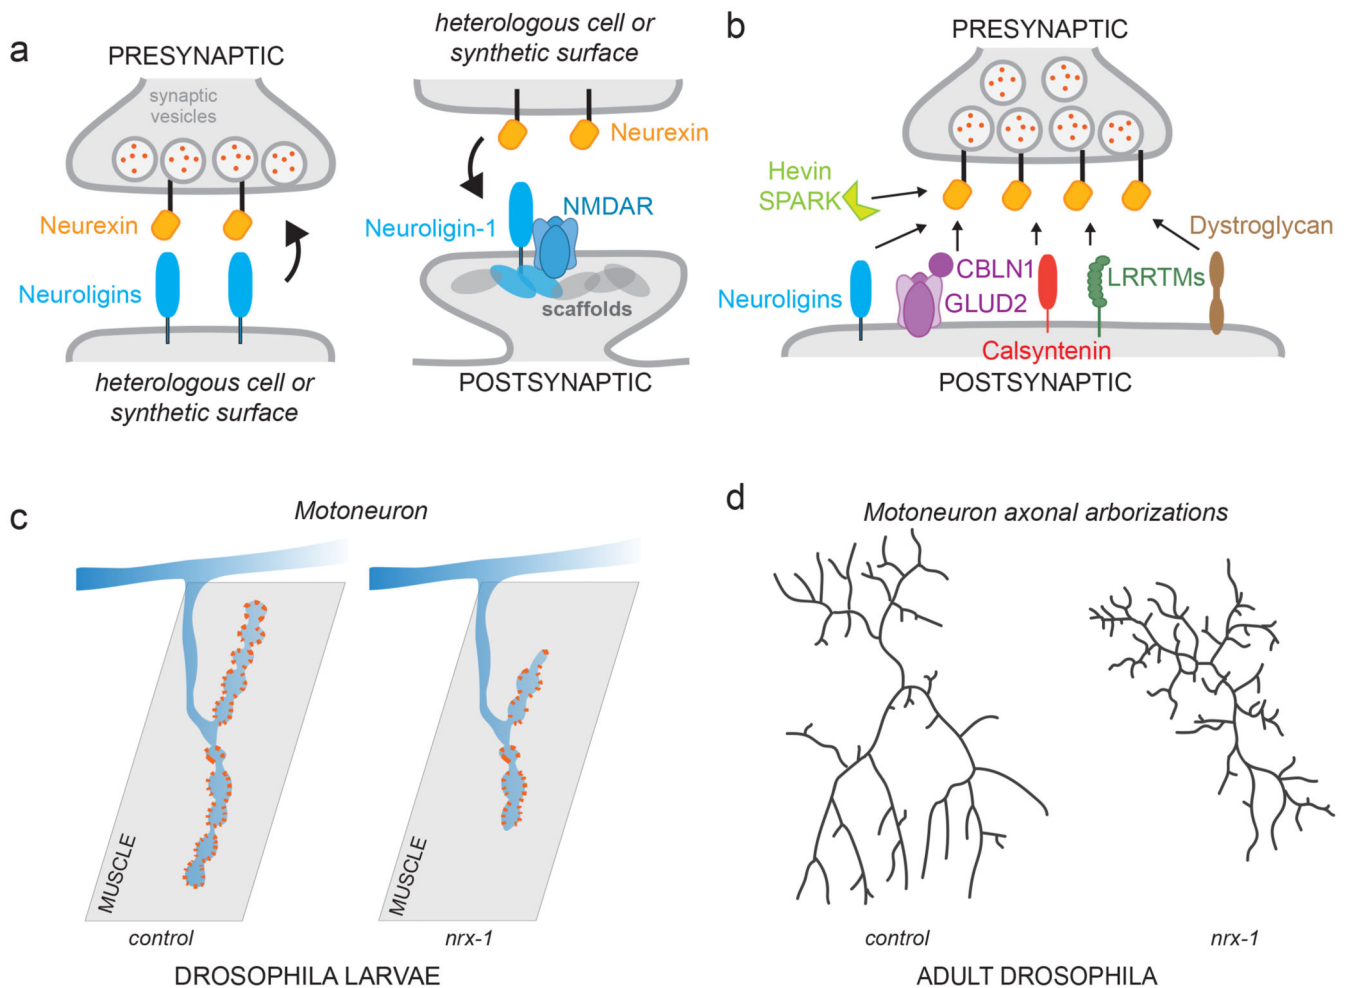 a
PRESYNAPTIC
synaptic
vesicles
Neurexin
Neuroligins
heterologous cell or
synthetic surface
heterologous cell or
synthetic surface
Neurexin
NMDAR
Neuroligin-1
scaffolds
POSTSYNAPTIC
b
PRESYNAPTIC
Hevin
SPARK
Dystroglycan
Neuroligins
CBLN1
GLUD2
LRRTMs
Calsyntenin
POSTSYNAPTIC
c
Motoneuron
MUSCLE
MUSCLE
control
nrx-1
DROSOPHILA LARVAE
d
Motoneuron axonal arborizations
control
nrx-1
ADULT DROSOPHILA